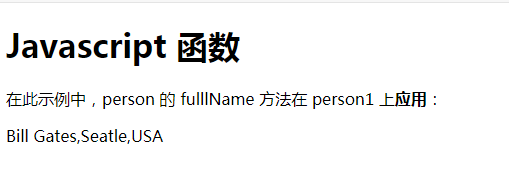 Javascript 函数
在此示例中，person 的 fulllName 方法在 person1 上应用：
Bill Gates,Seatle,USA